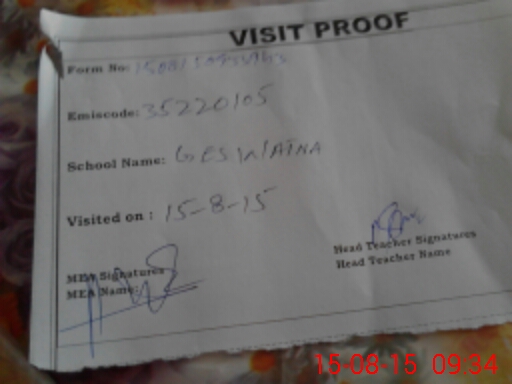 VISIT PROOF
Form No:
Emiscode: 35220105
School Name: GES
Visited on : 15-8-15
Head Teacher Signatures
Head Teacher Name
MEA Signatures
MEA Name:
15-08-15 09:34